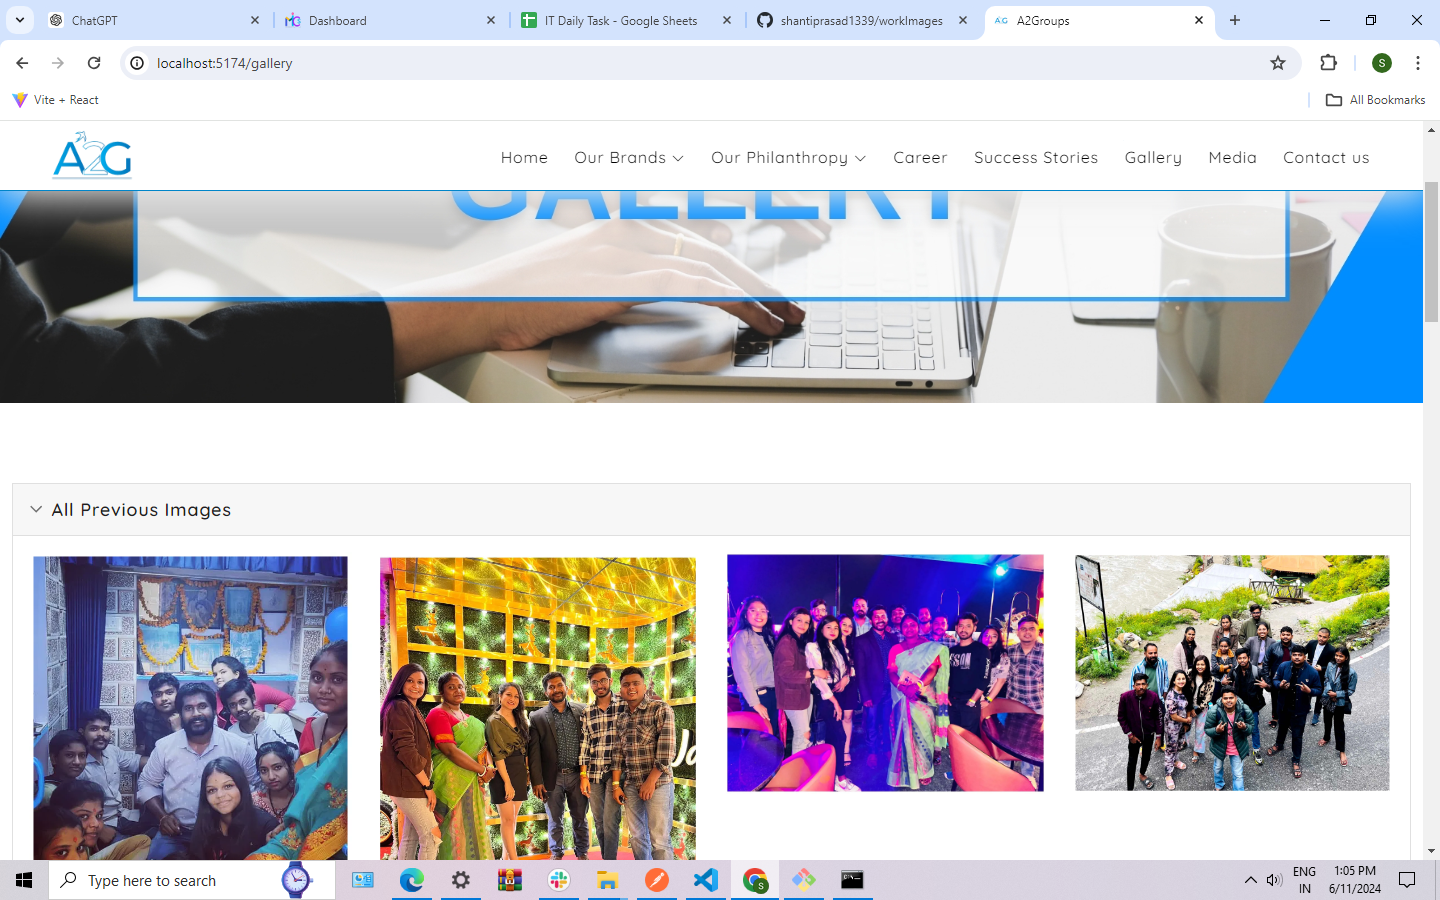 ChatGPT
Dashboard
IT Daily Task - Google Sheets
shantiprasad1339/workImages
A2Groups
localhost:5174/gallery
S
Vite + React
All Bookmarks
A2G
Home
Our Brands
Our Philanthropy
Career
Success Stories
Gallery
Media
Contact us
GALLERY
All Previous Images
Type here to search
ENG
IN
1:05 PM
6/11/2024